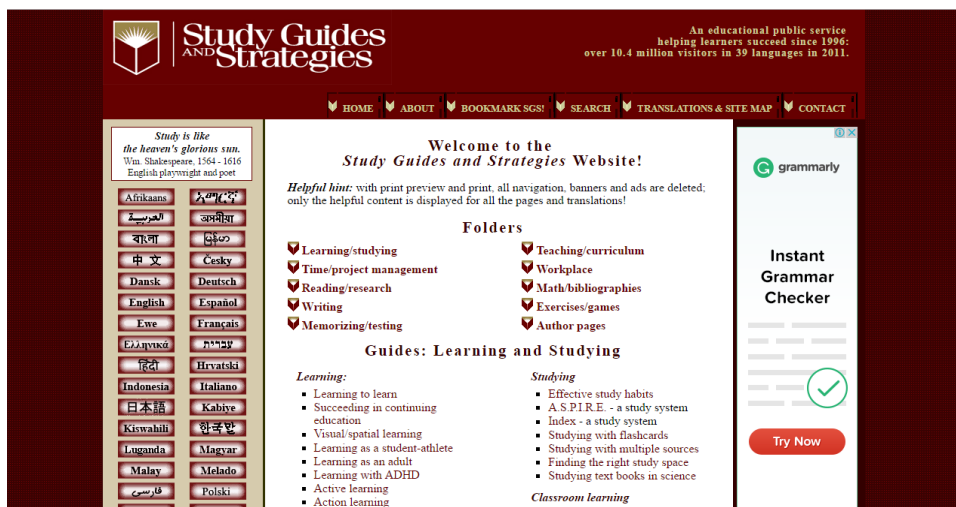 Study Guides
AND Strategies
An educational public service
helping learners succeed since 1996:
over 10.4 million visitors in 39 languages in 2011.
HOME ABOUT BOOKMARK SGS! SEARCH TRANSLATIONS & SITE MAP CONTACT
Study is like
the heaven's glorious sun.
Wm. Shakespeare, 1564 - 1616
English playwright and poet
Afrikaans አማርኛ
العربية অসমীয়া
বাংলা ဗြန်မာ
中 文 Česky
Dansk Deutsch
English Español
Ewe Français
Ελληνικά עברית
हिंदी Hrvatski
Indonesia Italiano
日本語 Kabiye
Kiswahili 한국말
Luganda Magyar
Malay Melado
فارسی Polski
Welcome to the
Study Guides and Strategies Website!
Helpful hint: with print preview and print, all navigation, banners and ads are deleted;
only the helpful content is displayed for all the pages and translations!
Folders
Learning/studying
Time/project management
Reading/research
Writing
Memorizing/testing
Teaching/curriculum
Workplace
Math/bibliographies
Exercises/games
Author pages
Guides: Learning and Studying
Learning:
Learning to learn
Succeeding in continuing
education
Visual/spatial learning
Learning as a student-athlete
Learning as an adult
Learning with ADHD
Active learning
Action learning
Studying
Effective study habits
A.S.P.I.R.E. - a study system
Index - a study system
Studying with flashcards
Studying with multiple sources
Finding the right study space
Studying text books in science
Classroom learning
grammarly
Instant
Grammar
Checker
Try Now